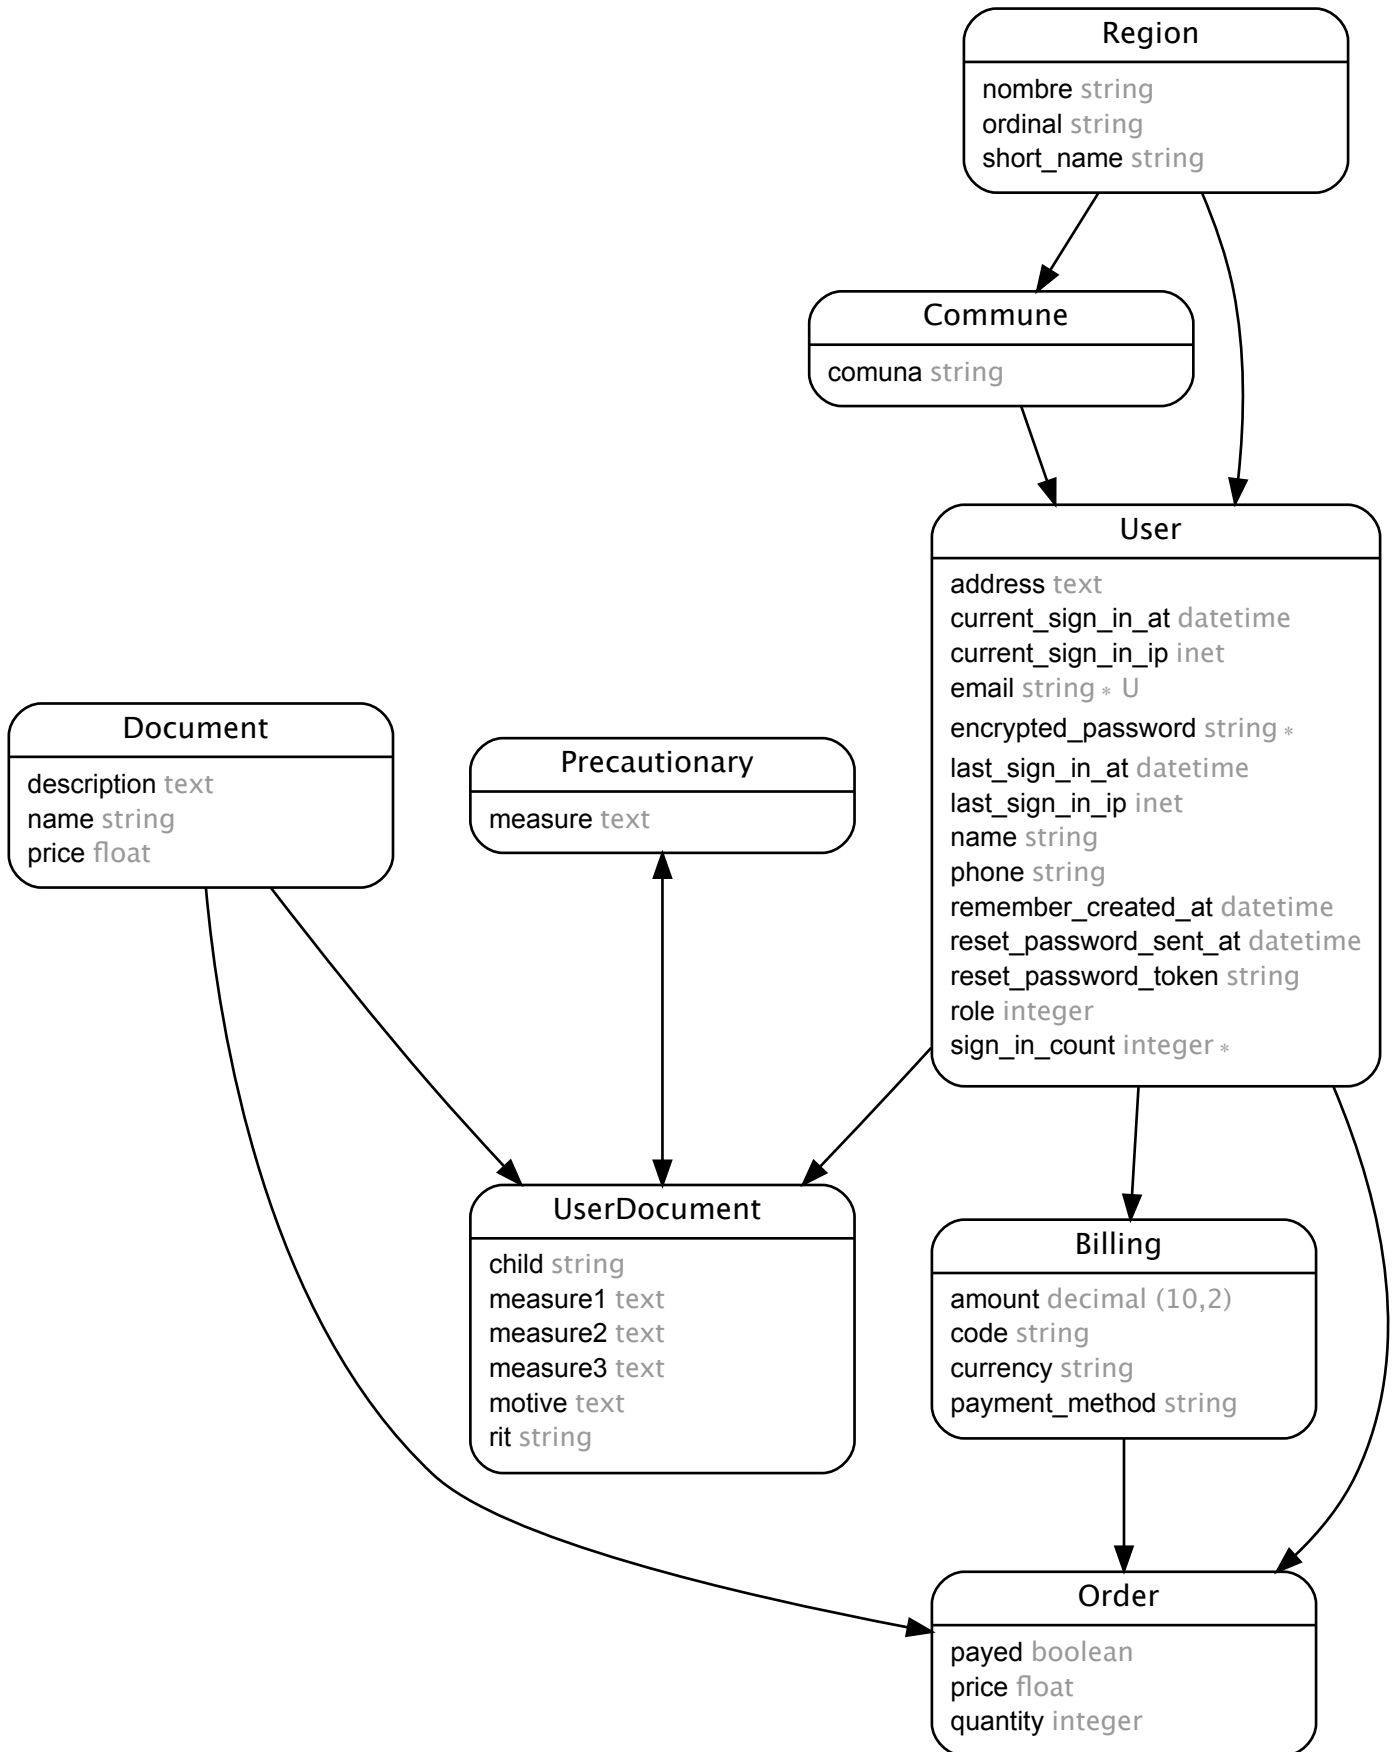 Region
nombre string
ordinal string
short_name string
Commune
comuna string
User
address text
current_sign_in_at datetime
current_sign_in_ip inet
email string * U
encrypted_password string *
last_sign_in_at datetime
last_sign_in_ip inet
name string
phone string
remember_created_at datetime
reset_password_sent_at datetime
reset_password_token string
role integer
sign_in_count integer *
Document
description text
name string
price float
Precautionary
measure text
UserDocument
child string
measure1 text
measure2 text
measure3 text
motive text
rit string
Billing
amount decimal (10,2)
code string
currency string
payment_method string
Order
payed boolean
price float
quantity integer